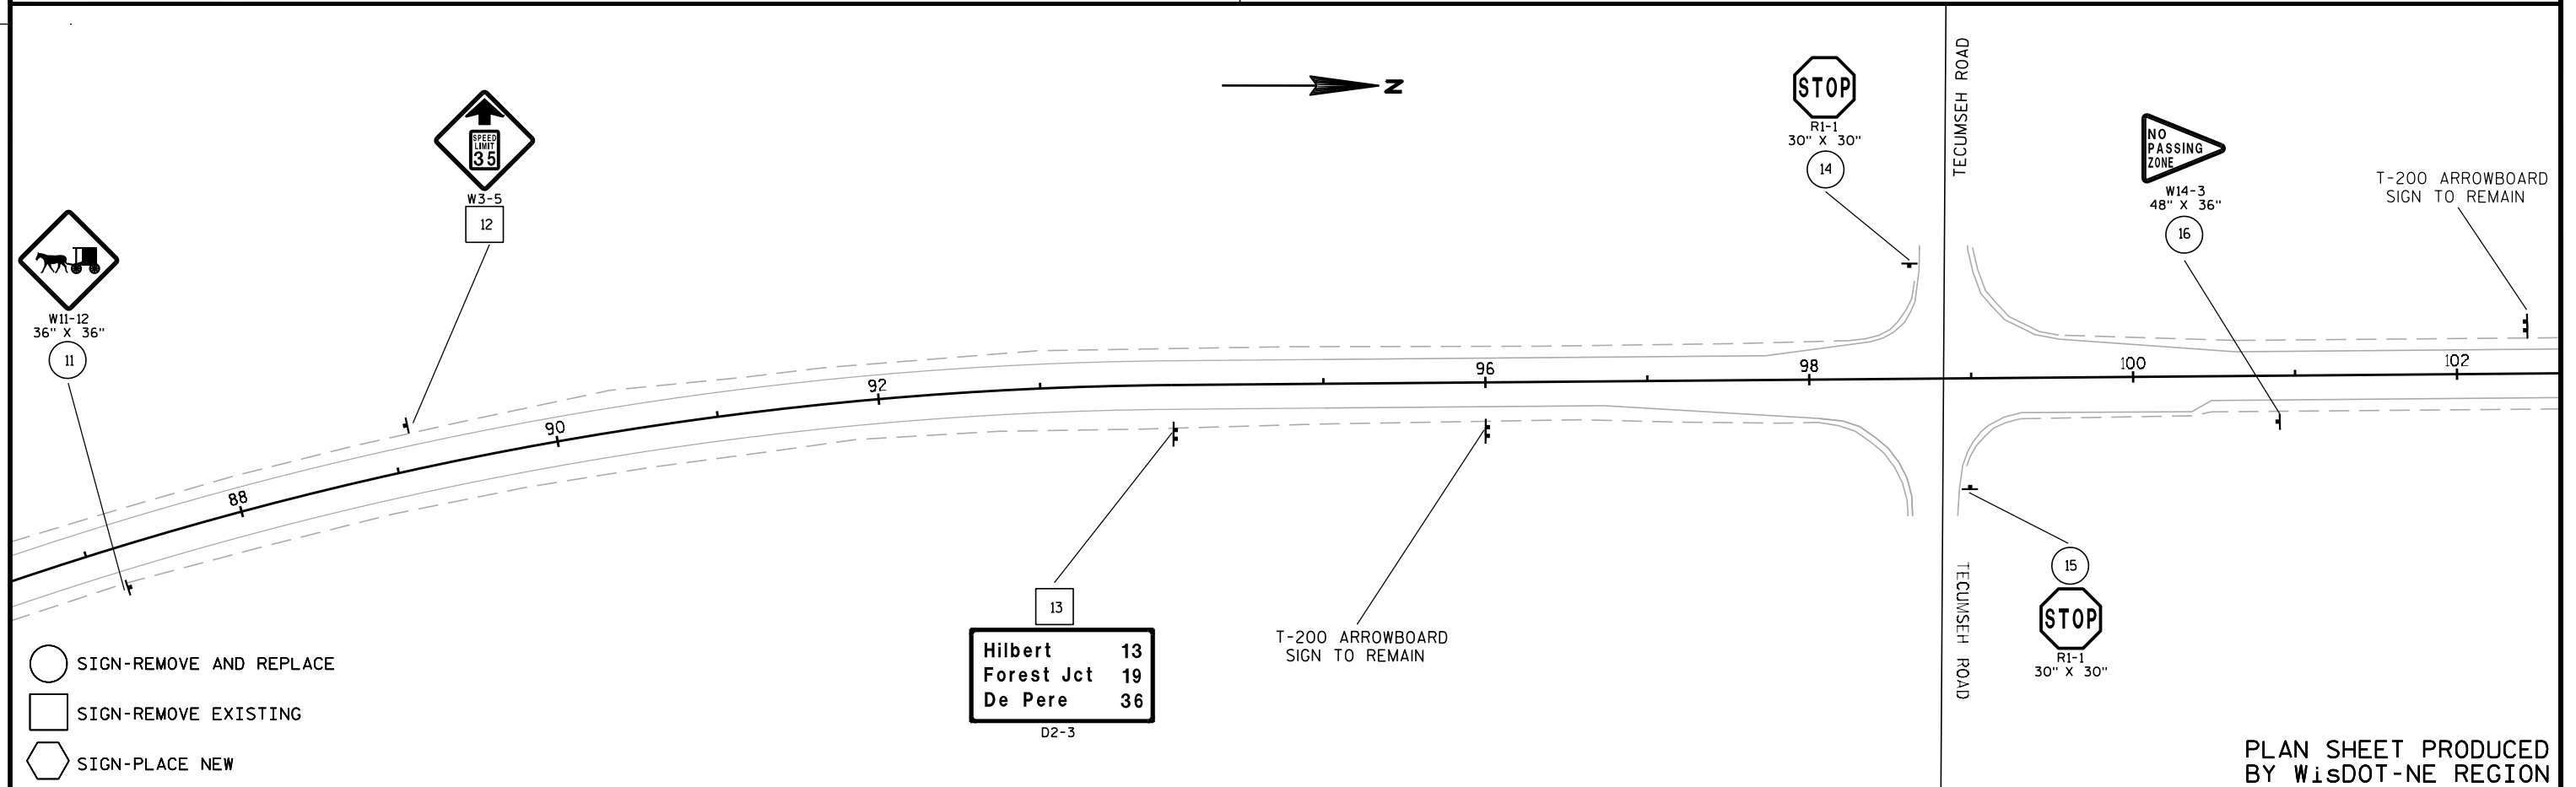 W11-12
36" X 36"
11
SPEED
LIMIT
35
W3-5
12
N
STOP
R1-1
30" X 30"
14
TECUMSEH ROAD
NO
PASSING
ZONE
W14-3
48" X 36"
16
T-200 ARROWBOARD
SIGN TO REMAIN
88
90
92
96
98
100
102
13
Hilbert 13
Forest Jct 19
De Pere 36
D2-3
T-200 ARROWBOARD
SIGN TO REMAIN
TECUMSEH ROAD
15
STOP
R1-1
30" X 30"
SIGN-REMOVE AND REPLACE
SIGN-REMOVE EXISTING
SIGN-PLACE NEW
PLAN SHEET PRODUCED
BY WisDOT-NE REGION